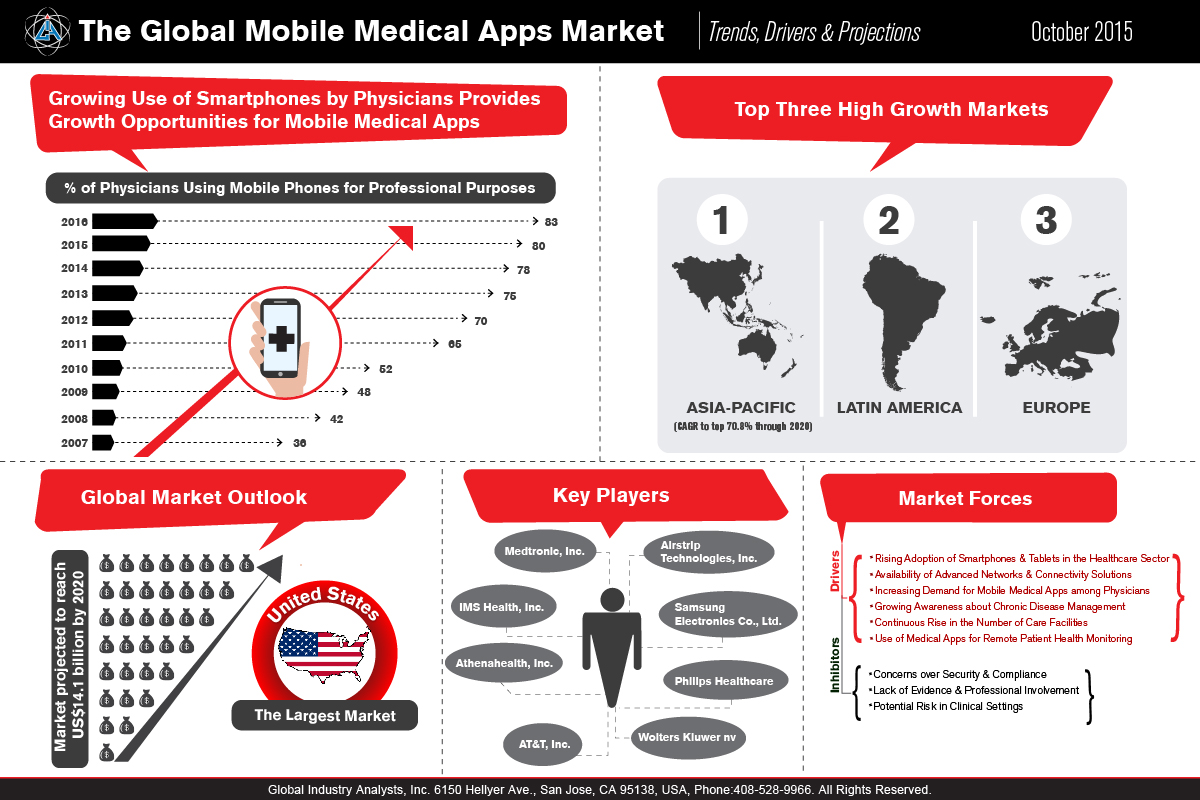 The Global Mobile Medical Apps Market
Trends, Drivers & Projections
October 2015
Growing Use of Smartphones by Physicians Provides
Growth Opportunities for Mobile Medical Apps
% of Physicians Using Mobile Phones for Professional Purposes
2016 83
2015 80
2014 78
2013 75
2012 70
2011 65
2010 52
2009 48
2008 42
2007 36
Top Three High Growth Markets
1
ASIA-PACIFIC
(CAGR to top 70.8% through 2020)
2
LATIN AMERICA
3
EUROPE
Global Market Outlook
Market projected to reach
US$14.1 billion by 2020
United States
The Largest Market
Key Players
Medtronic, Inc.
Airstrip
Technologies, Inc.
IMS Health, Inc.
Samsung
Electronics Co., Ltd.
Athenahealth, Inc.
Philips Healthcare
AT&T, Inc.
Wolters Kluwer nv
Market Forces
Drivers
• Rising Adoption of Smartphones & Tablets in the Healthcare Sector
• Availability of Advanced Networks & Connectivity Solutions
• Increasing Demand for Mobile Medical Apps among Physicians
• Growing Awareness about Chronic Disease Management
• Continuous Rise in the Number of Care Facilities
• Use of Medical Apps for Remote Patient Health Monitoring
Inhibitors
• Concerns over Security & Compliance
• Lack of Evidence & Professional Involvement
• Potential Risk in Clinical Settings
Global Industry Analysts, Inc. 6150 Hellyer Ave., San Jose, CA 95138, USA, Phone:408-528-9966. All Rights Reserved.